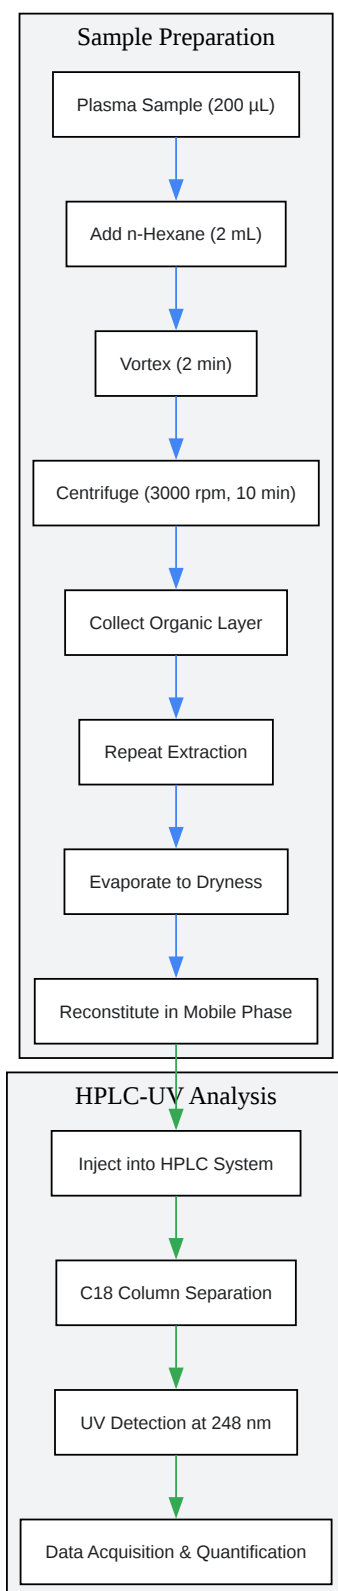 Sample Preparation
Plasma Sample (200 µL)
Add n-Hexane (2 mL)
Vortex (2 min)
Centrifuge (3000 rpm, 10 min)
Collect Organic Layer
Repeat Extraction
Evaporate to Dryness
Reconstitute in Mobile Phase
HPLC-UV Analysis
Inject into HPLC System
C18 Column Separation
UV Detection at 248 nm
Data Acquisition & Quantification